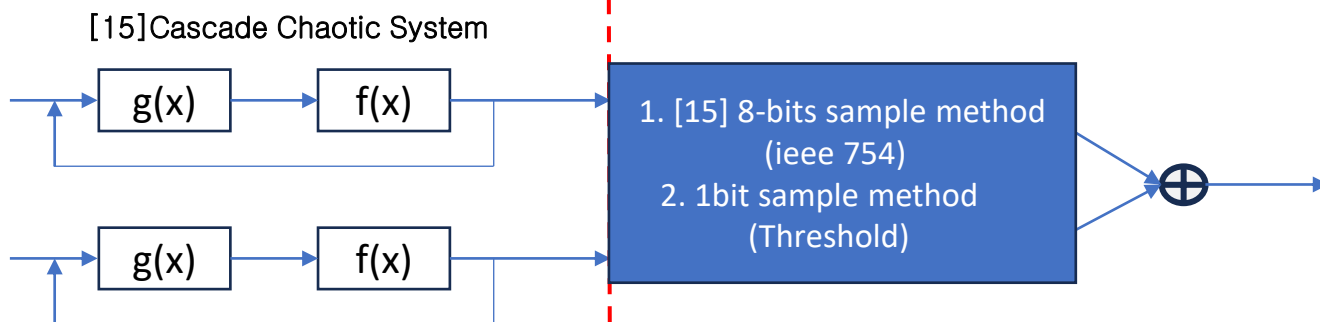 [15]Cascade Chaotic System
g(x)
f(x)
1. [15] 8-bits sample method
(ieee 754)
2. 1bit sample method
(Threshold)
g(x)
f(x)